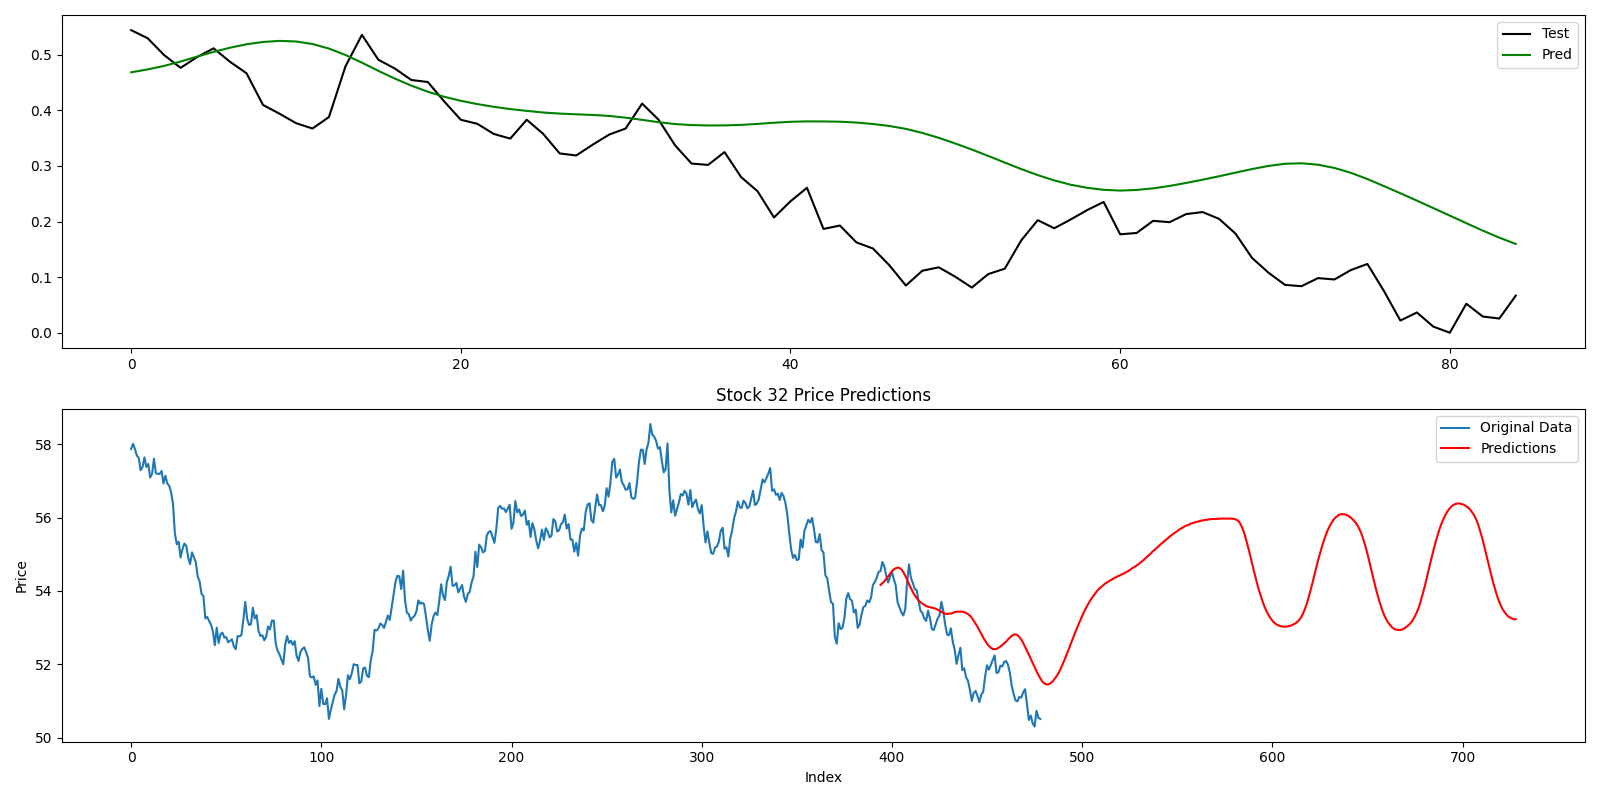 0.5
0.4
0.3
0.2
0.1
0.0
Test
Pred
0 20 40 60 80
Stock 32 Price Predictions
58
56
54
52
50
Price
Original Data
Predictions
0 100 200 300 400 500 600 700
Index